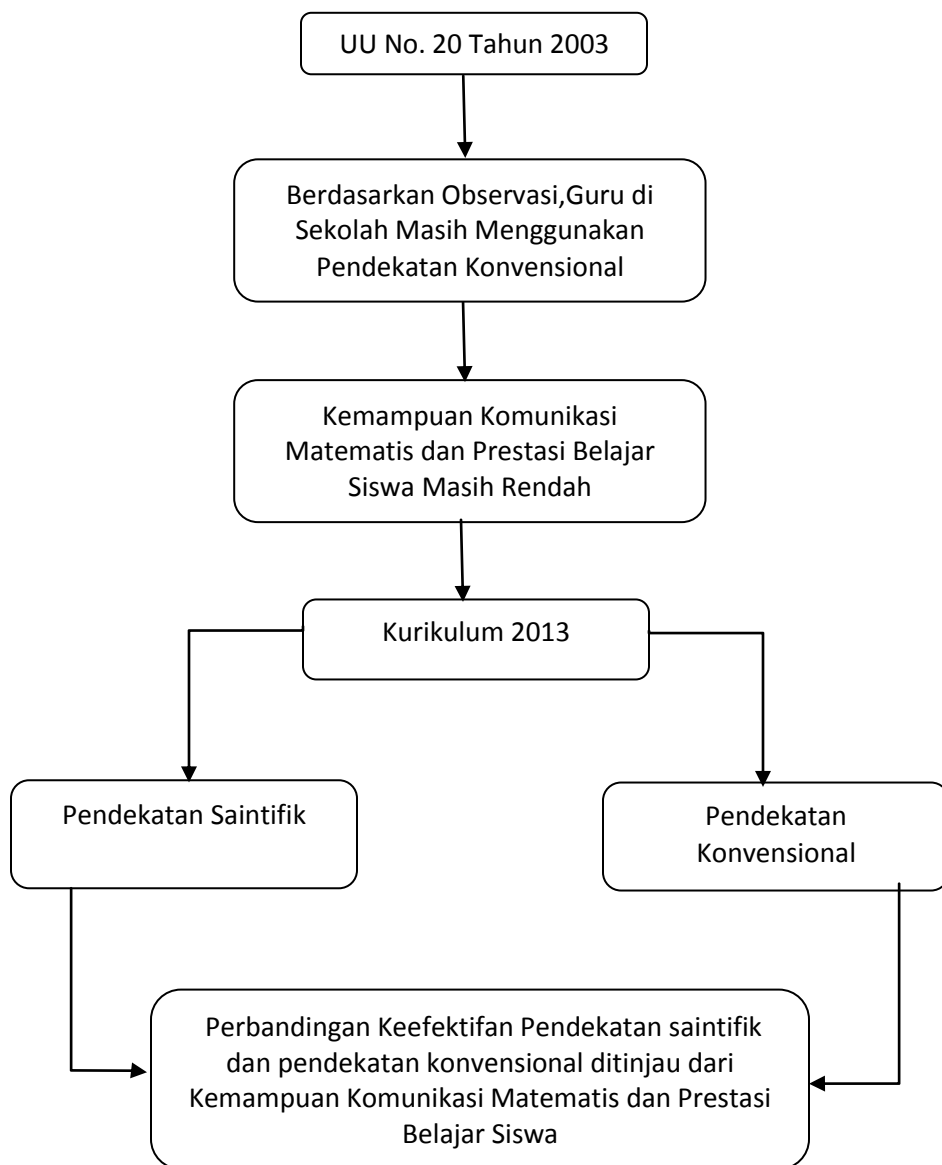 UU No. 20 Tahun 2003
Berdasarkan Observasi,Guru di
Sekolah Masih Menggunakan
Pendekatan Konvensional
Kemampuan Komunikasi
Matematis dan Prestasi Belajar
Siswa Masih Rendah
Kurikulum 2013
Pendekatan Saintifik
Pendekatan
Konvensional
Perbandingan Keefektifan Pendekatan saintifik
dan pendekatan konvensional ditinjau dari
Kemampuan Komunikasi Matematis dan Prestasi
Belajar Siswa